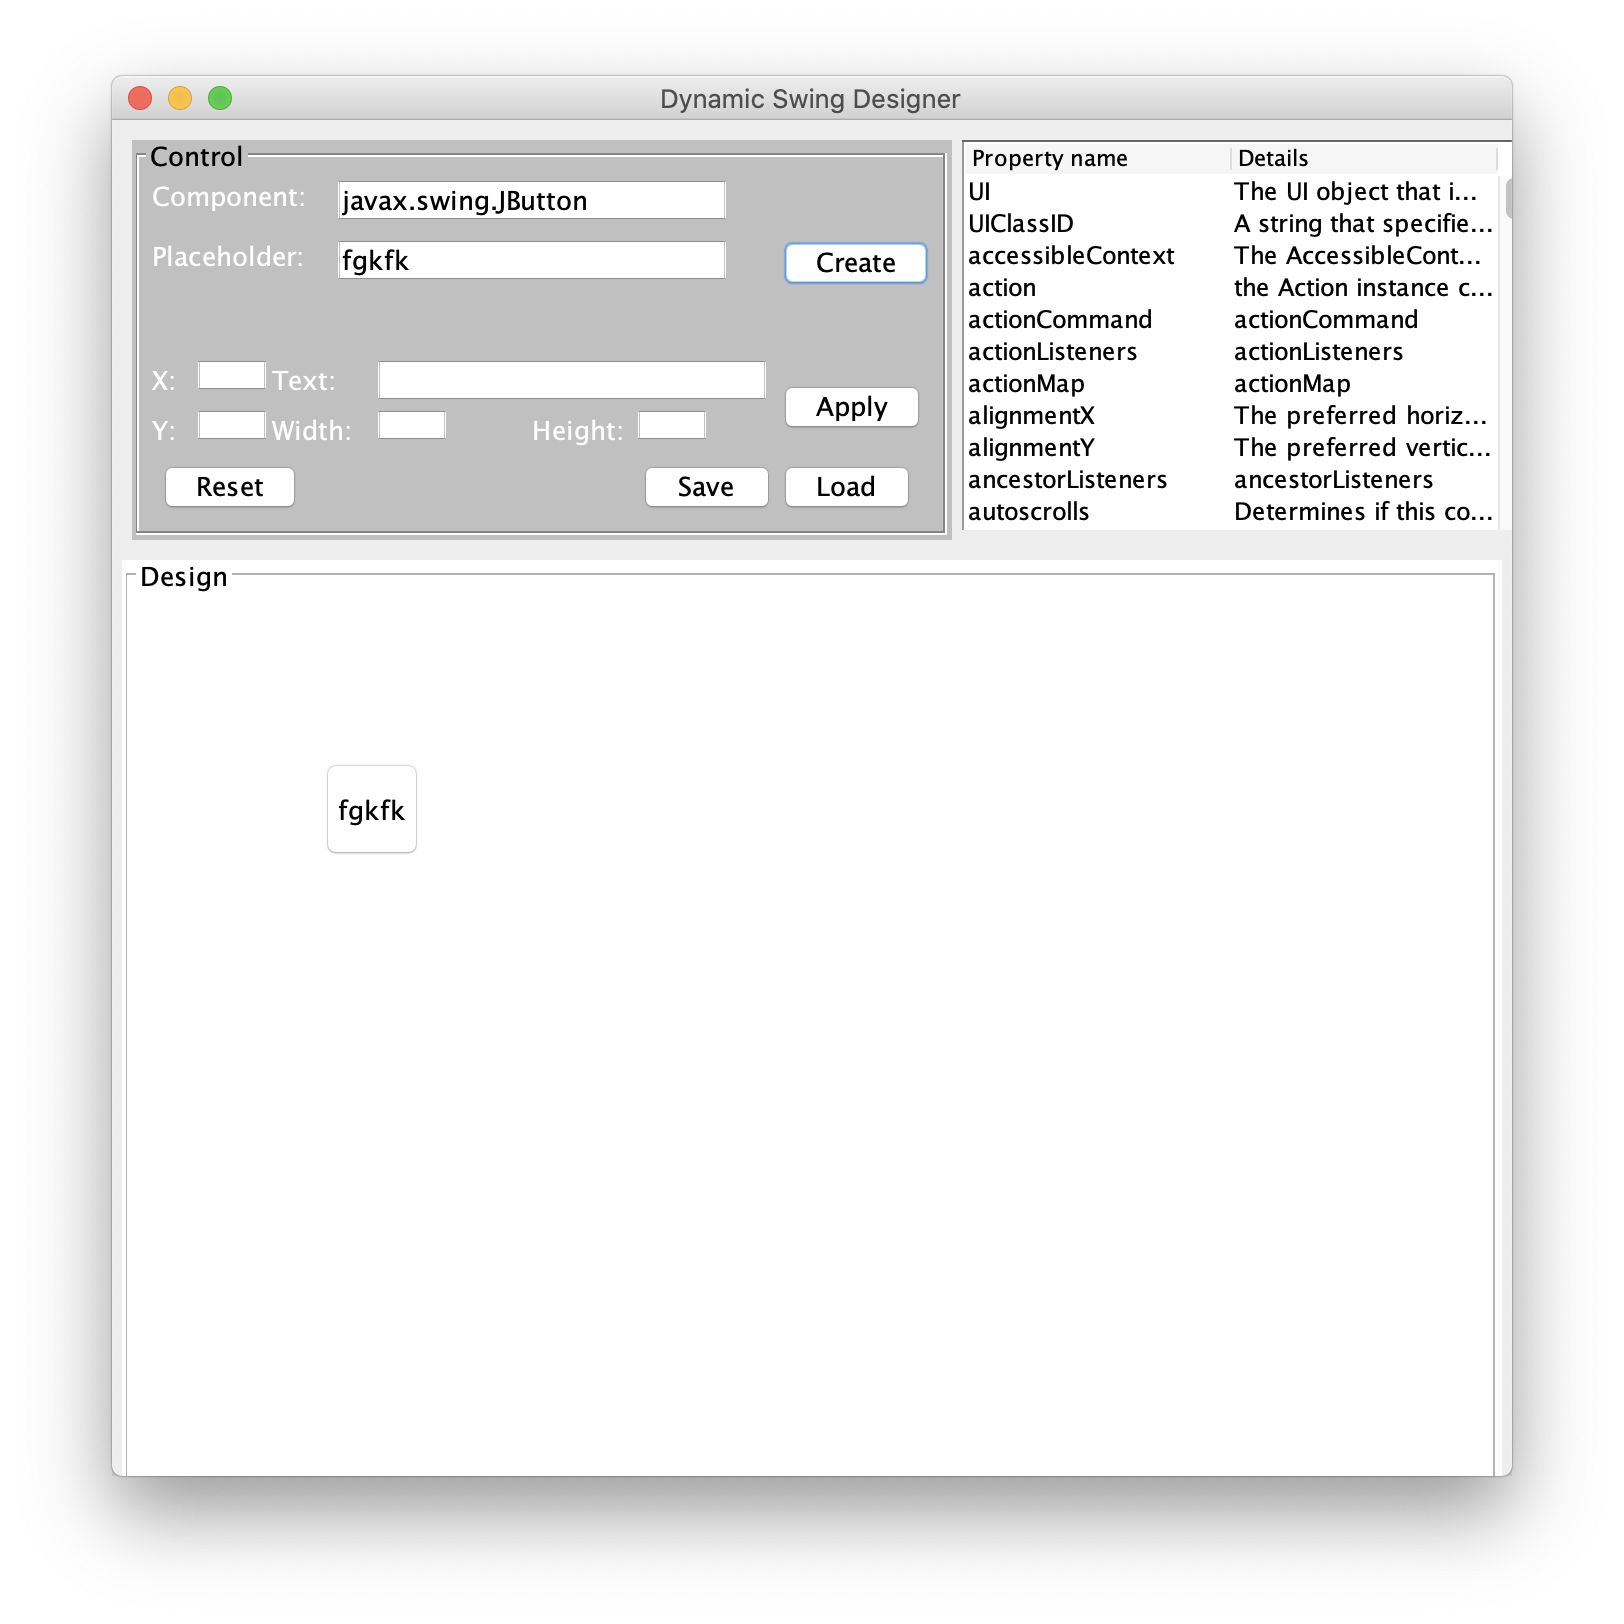 Dynamic Swing Designer
Control
Component: javax.swing.JButton
Placeholder: fgkfk
Create
X: Text:
Apply
Y: Width: Height:
Reset Save Load
Property name Details
UI The UI object that i...
UIClassID A string that specifie...
accessibleContext The AccessibleCont...
action the Action instance c...
actionCommand actionCommand
actionListeners actionListeners
actionMap actionMap
alignmentX The preferred horiz...
alignmentY The preferred vertic...
ancestorListeners ancestorListeners
autoscrolls Determines if this co...
Design
fgkfk